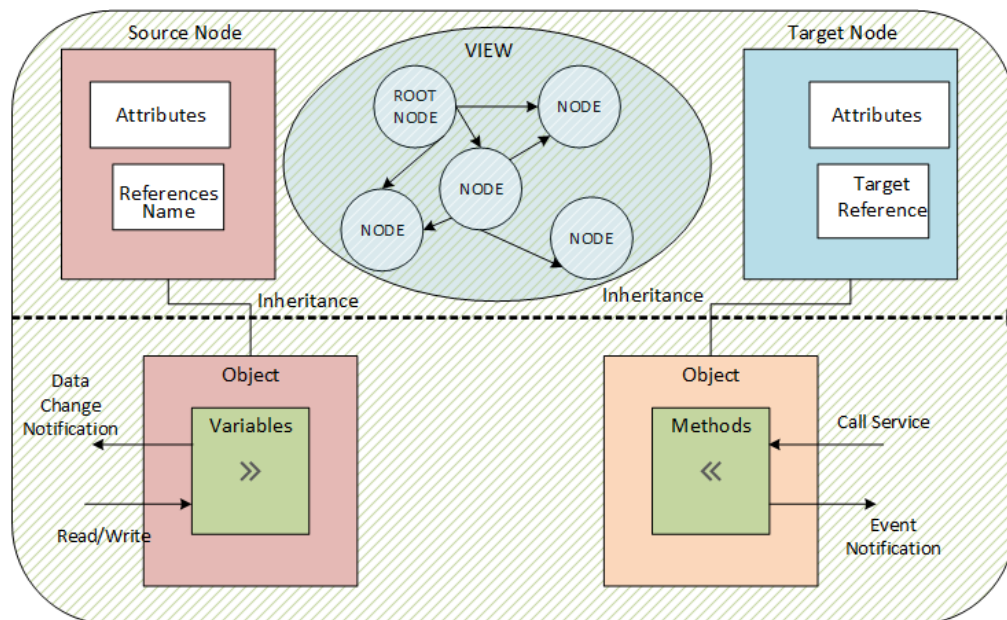 Source Node
Attributes
References
Name
VIEW
ROOT
NODE
NODE
NODE
NODE
NODE
Target Node
Attributes
Target
Reference
Inheritance
Inheritance
Object
Variables
Data
Change
Notification
Read/Write
Object
Methods
Call Service
Event
Notification